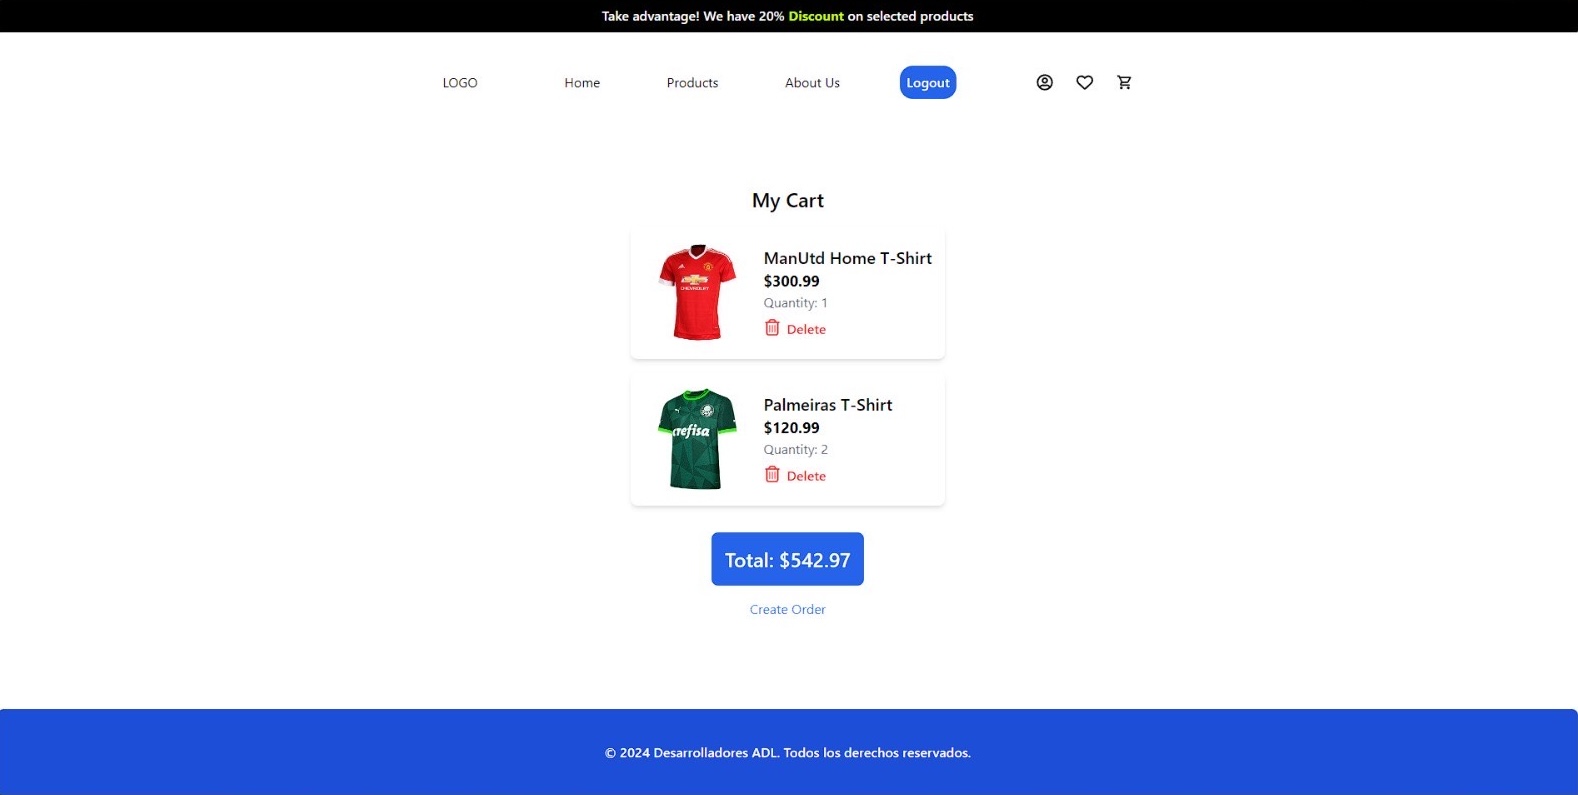 Take advantage! We have 20% Discount on selected products
LOGO Home Products About Us Logout
My Cart
CHEVROLET
ManUtd Home T-Shirt
$300.99
Quantity: 1
Delete
crefisa
Palmeiras T-Shirt
$120.99
Quantity: 2
Delete
Total: $542.97
Create Order
© 2024 Desarrolladores ADL. Todos los derechos reservados.